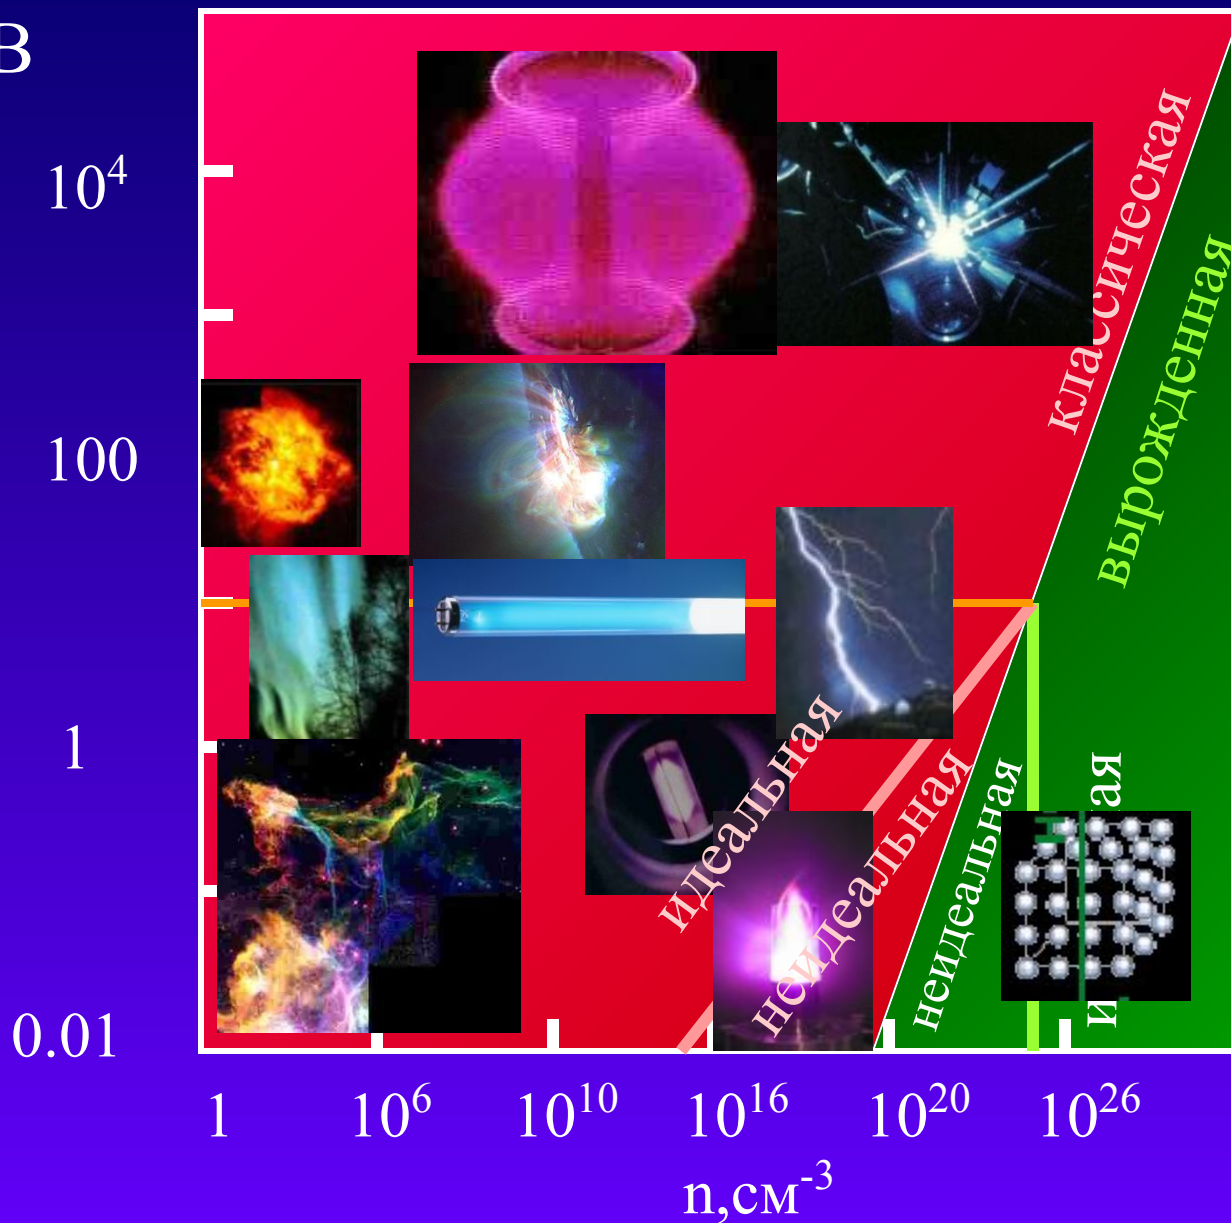 В
10⁴
100
1
0.01
1 10⁶ 10¹⁰ 10¹⁶ 10²⁰ 10²⁶
n,см⁻³
классическая
вырожденная
идеальная
неидеальная
неидеальная